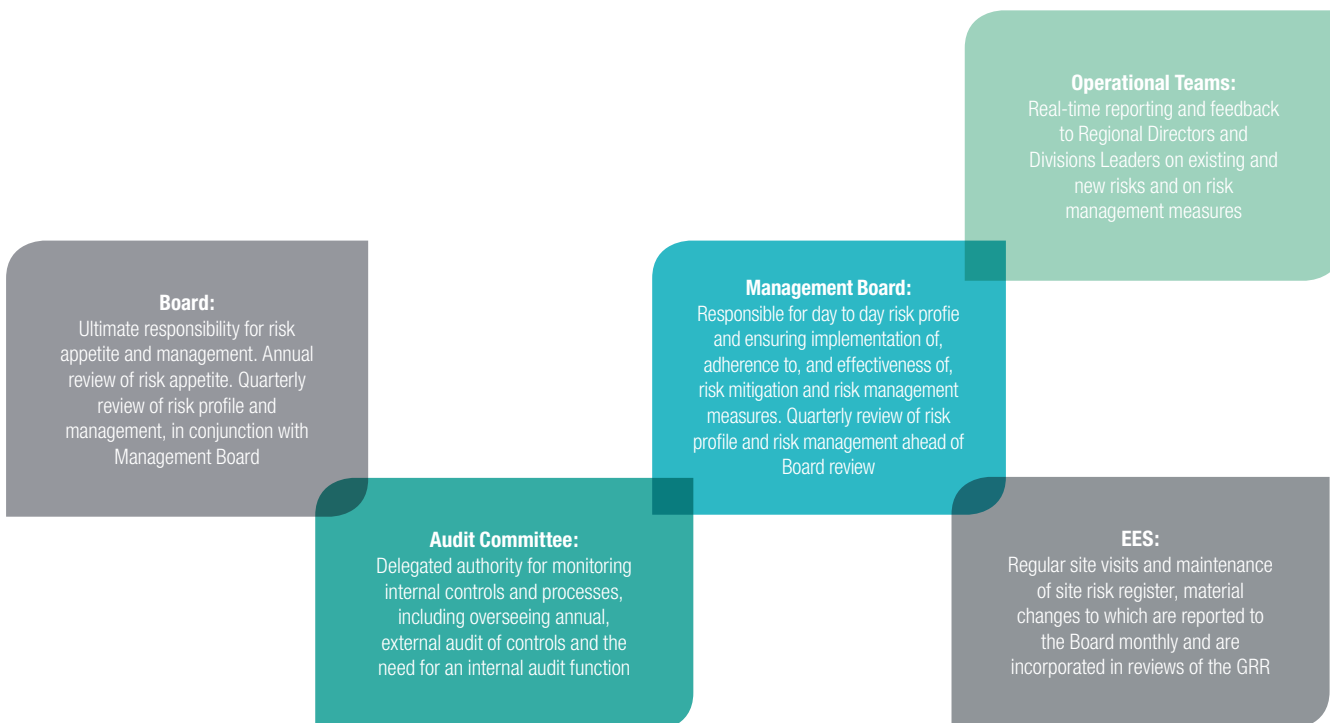 Operational Teams:
Real-time reporting and feedback
to Regional Directors and
Divisions Leaders on existing and
new risks and on risk
management measures
Board:
Ultimate responsibility for risk
appetite and management. Annual
review of risk appetite. Quarterly
review of risk profile and
management, in conjunction with
Management Board
Management Board:
Responsible for day to day risk profie
and ensuring implementation of,
adherence to, and effectiveness of,
risk mitigation and risk management
measures. Quarterly review of risk
profile and risk management ahead of
Board review
Audit Committee:
Delegated authority for monitoring
internal controls and processes,
including overseeing annual,
external audit of controls and the
need for an internal audit function
EES:
Regular site visits and maintenance
of site risk register, material
changes to which are reported to
the Board monthly and are
incorporated in reviews of the GRR